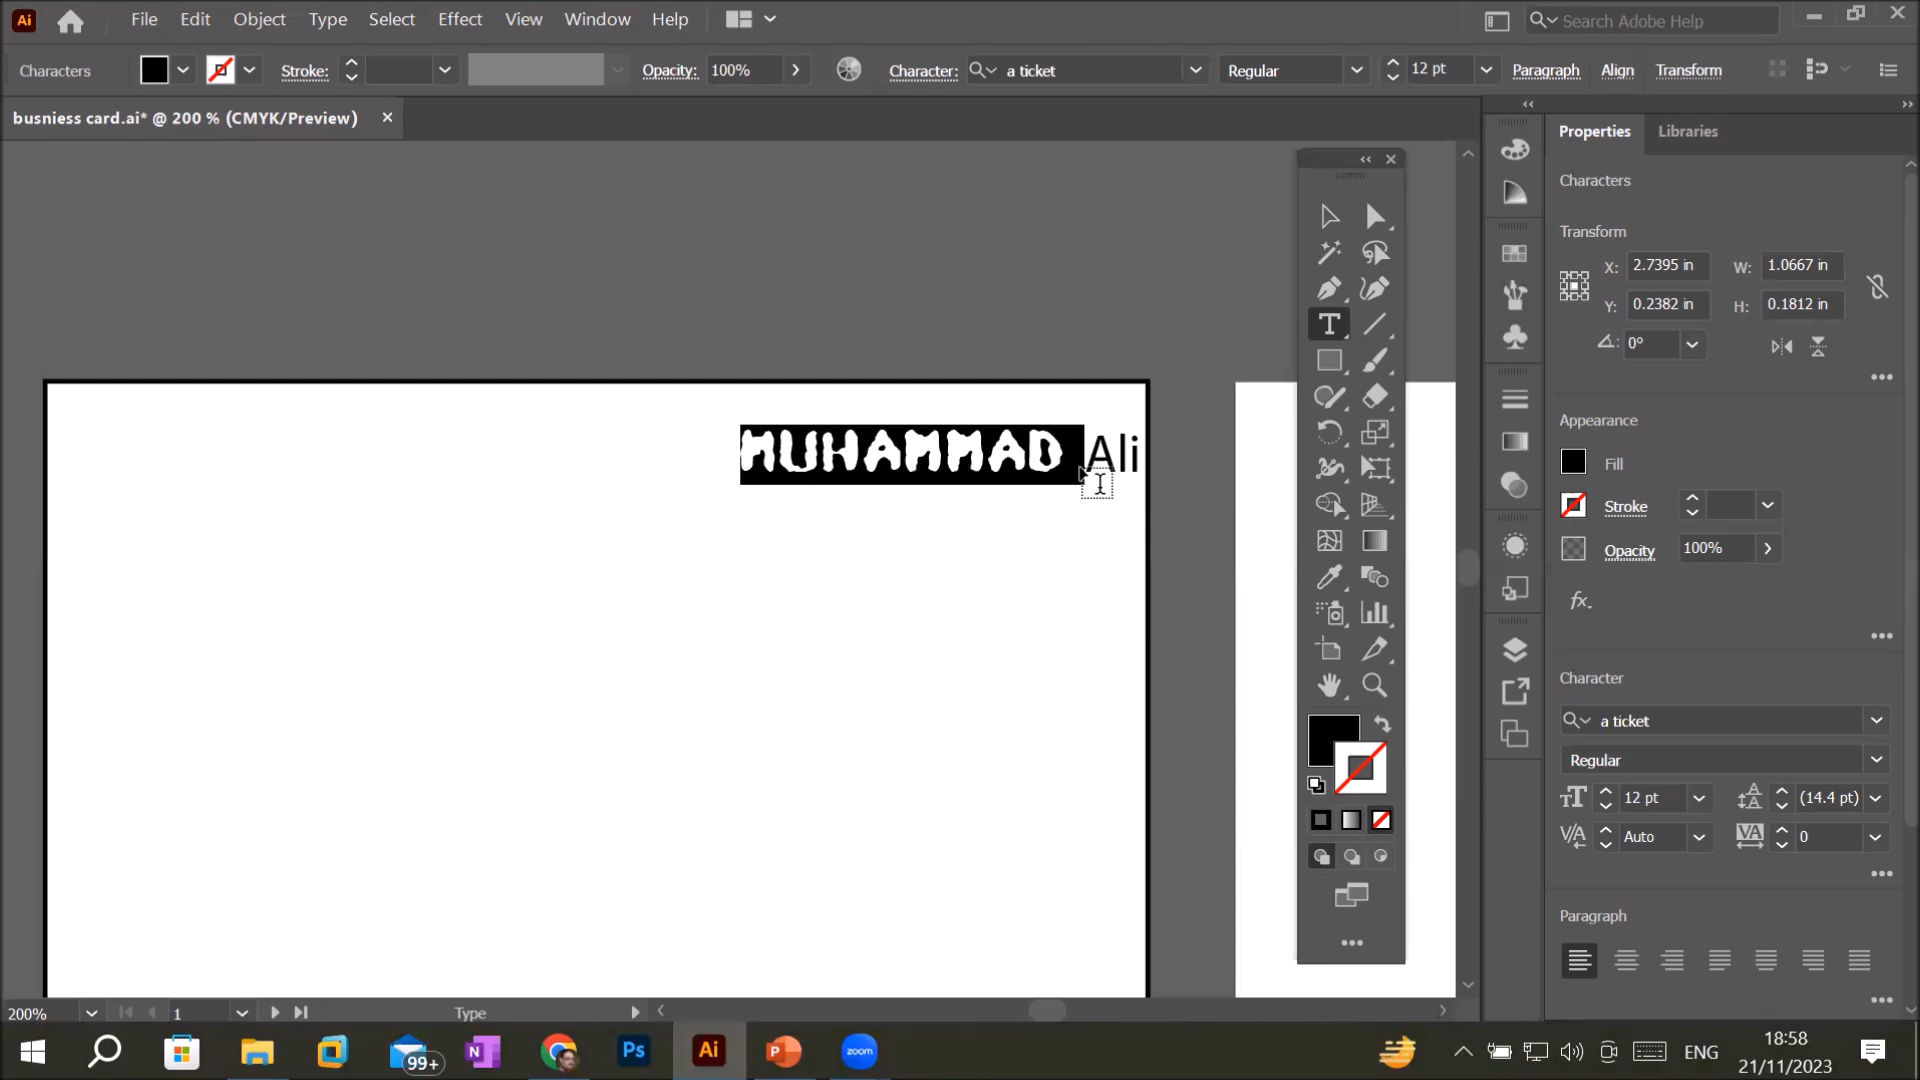 File Edit Object Type Select Effect View Window Help Search Adobe Help
Characters Stroke: Opacity: 100% Character: a ticket Regular 12 pt Paragraph Align Transform
busniess card.ai* @ 200 % (CMYK/Preview)
Properties Libraries
Characters
Transform
X: 2.7395 in W: 1.0667 in
Y: 0.2382 in H: 0.1812 in
0°
MUHAMMAD Ali
Appearance
Fill
Stroke
Opacity 100%
fx.
Character
a ticket
Regular
12 pt (14.4 pt)
Auto 0
Paragraph
200% 1 Type
99+ Ps Ai zoom ENG 18:58
21/11/2023